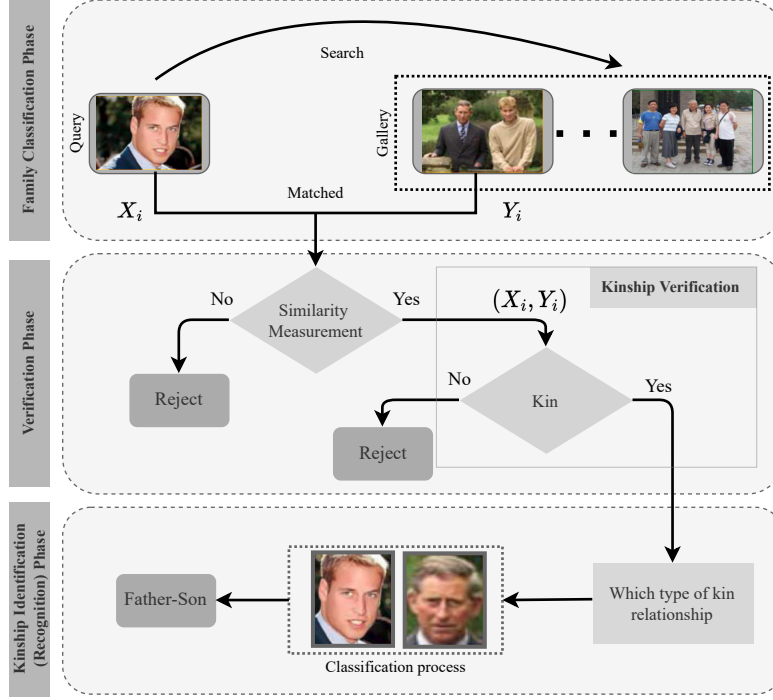 Family Classification Phase
Search
Query
Gallery
Matched
X_i
Y_i
Verification Phase
Kinship Verification
(X_i, Y_i)
No
Similarity
Measurement
Yes
Reject
No
Kin
Yes
Reject
Kinship Identification
(Recognition) Phase
Father-Son
Which type of kin
relationship
Classification process